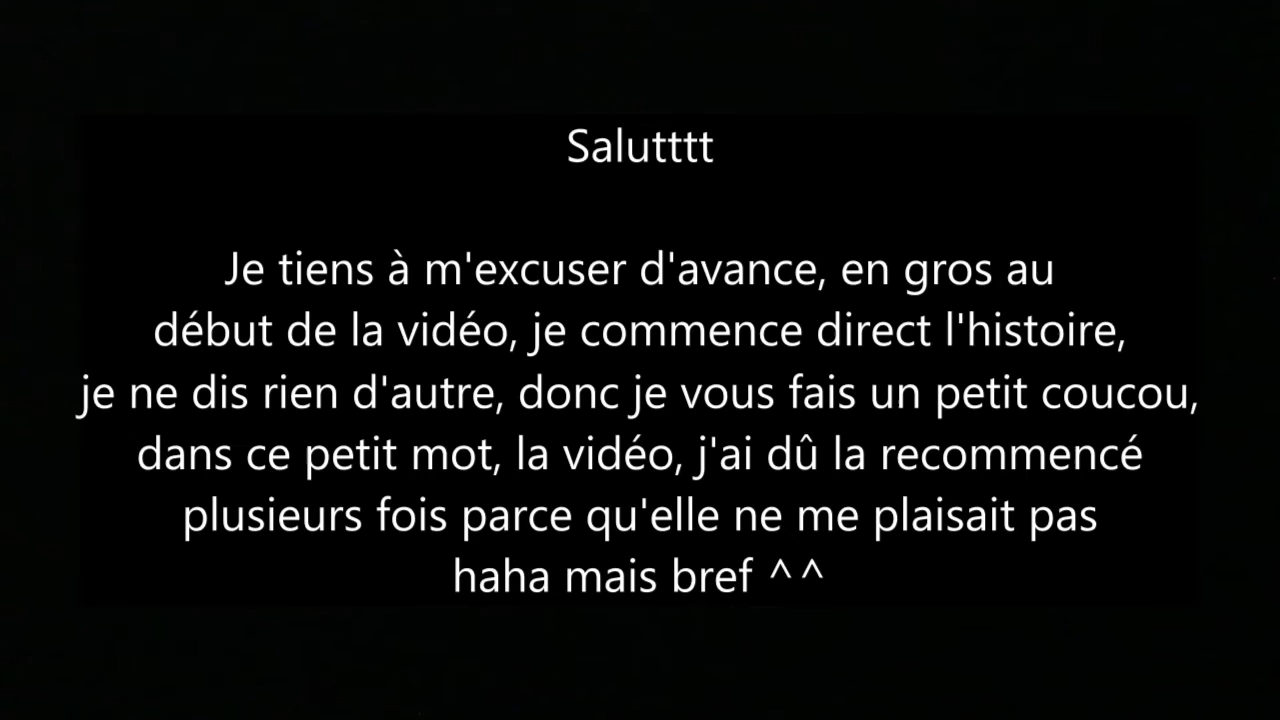 Salutttt
Je tiens à m'excuser d'avance, en gros au
début de la vidéo, je commence direct l'histoire,
je ne dis rien d'autre, donc je vous fais un petit coucou,
dans ce petit mot, la vidéo, j'ai dû la recommencé
plusieurs fois parce qu'elle ne me plaisait pas
haha mais bref ^^